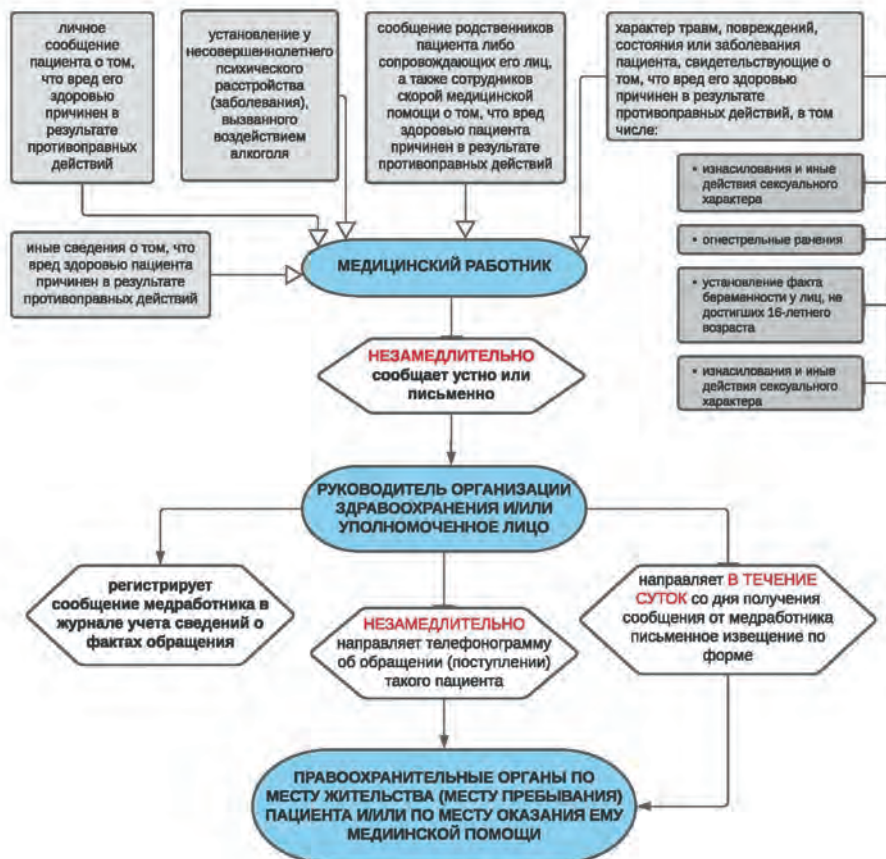 личное
сообщение
пациента о том,
что вред его
здоровью
причинен в
результате
противоправных
действий
установление у
несовершеннолетнего
психического
расстройства
(заболевания),
вызванного
воздействием
алкоголя
сообщение родственников
пациента либо
сопровождающих его лиц,
а также сотрудников
скорой медицинской
помощи о том, что вред
здоровью пациента
причинен в результате
противоправных действий
характер травм, повреждений,
состояния или заболевания
пациента, свидетельствующие о
том, что вред его здоровью
причинен в результате
противоправных действий, в том
числе:
• изнасилования и иные
действия сексуального
характера
• огнестрельные ранения
• установление факта
беременности у лиц, не
достигших 16-летнего
возраста
• изнасилования и иные
действия сексуального
характера
иные сведения о том, что
вред здоровью пациента
причинен в результате
противоправных действий
МЕДИЦИНСКИЙ РАБОТНИК
НЕЗАМЕДЛИТЕЛЬНО
сообщает устно или
письменно
РУКОВОДИТЕЛЬ ОРГАНИЗАЦИИ
ЗДРАВООХРАНЕНИЯ И/ИЛИ
УПОЛНОМОЧЕННОЕ ЛИЦО
регистрирует
сообщение медработника в
журнале учета сведений о
фактах обращения
НЕЗАМЕДЛИТЕЛЬНО
направляет телефонограмму
об обращении (поступлении)
такого пациента
направляет В ТЕЧЕНИЕ
СУТОК со дня получения
сообщения от медработника
письменное извещение по
форме
ПРАВООХРАНИТЕЛЬНЫЕ ОРГАНЫ ПО
МЕСТУ ЖИТЕЛЬСТВА (МЕСТУ ПРЕБЫВАНИЯ)
ПАЦИЕНТА И/ИЛИ ПО МЕСТУ ОКАЗАНИЯ ЕМУ
МЕДИИНСКОЙ ПОМОЩИ